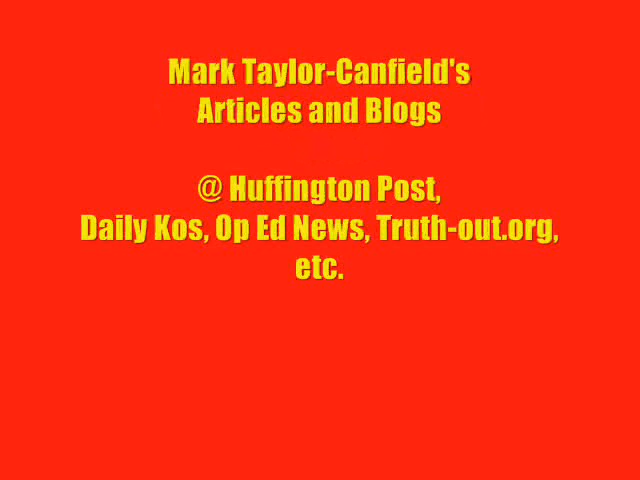 Mark Taylor-Canfield's
Articles and Blogs
@ Huffington Post,
Daily Kos, Op Ed News, Truth-out.org,
etc.